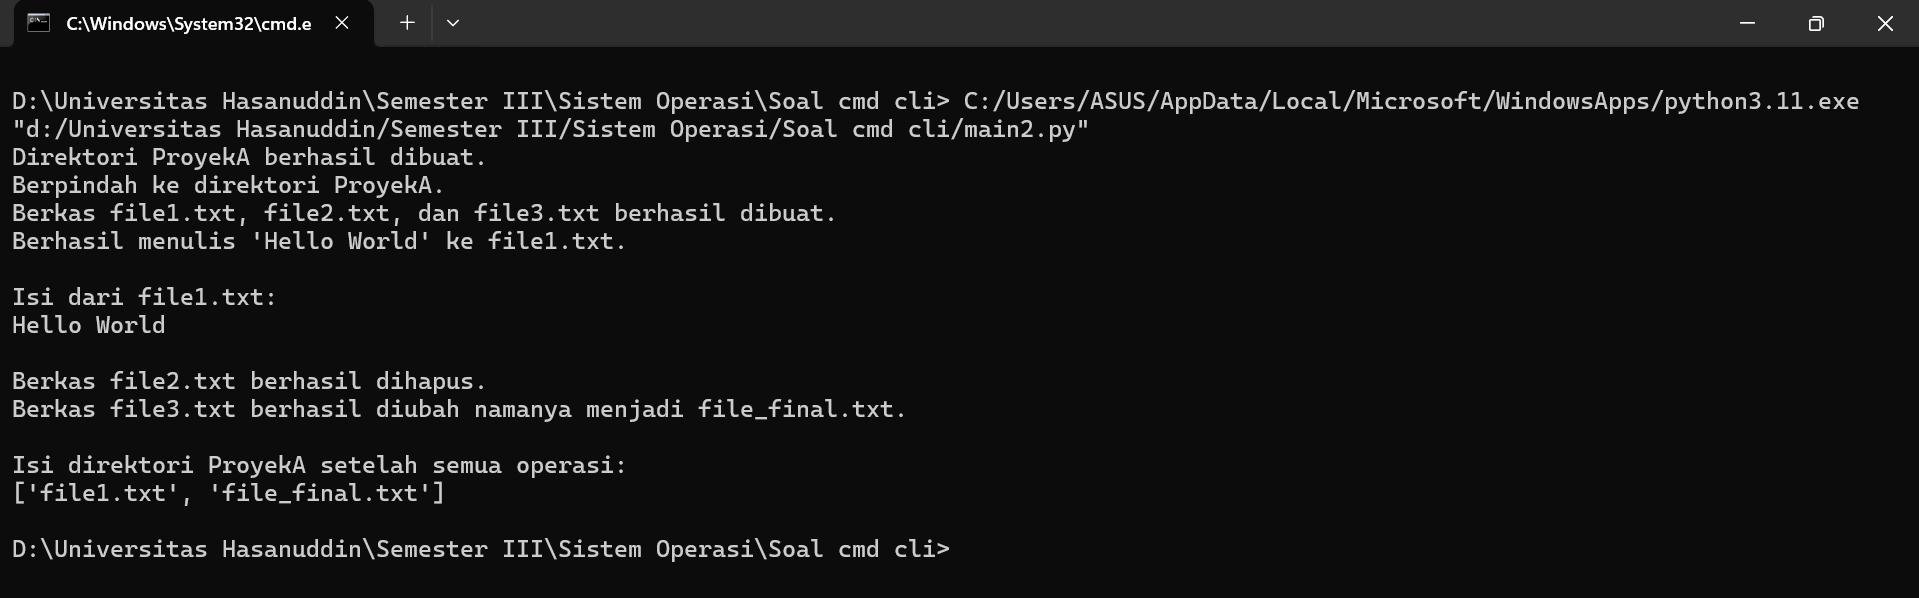 C:\Windows\System32\cmd.e
D:\Universitas Hasanuddin\Semester III\Sistem Operasi\Soal cmd cli> C:/Users/ASUS/AppData/Local/Microsoft/WindowsApps/python3.11.exe
"d:/Universitas Hasanuddin/Semester III/Sistem Operasi/Soal cmd cli/main2.py"
Direktori ProyekA berhasil dibuat.
Berpindah ke direktori ProyekA.
Berkas file1.txt, file2.txt, dan file3.txt berhasil dibuat.
Berhasil menulis 'Hello World' ke file1.txt.
Isi dari file1.txt:
Hello World
Berkas file2.txt berhasil dihapus.
Berkas file3.txt berhasil diubah namanya menjadi file_final.txt.
Isi direktori ProyekA setelah semua operasi:
['file1.txt', 'file_final.txt']
D:\Universitas Hasanuddin\Semester III\Sistem Operasi\Soal cmd cli>